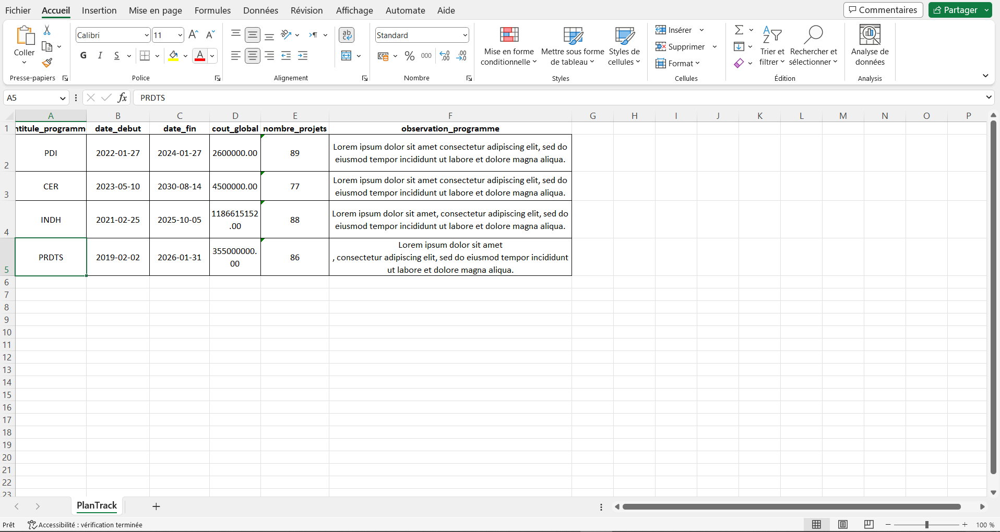 Fichier Accueil Insertion Mise en page Formules Données Révision Affichage Automate Aide Commentaires Partager
Calibri 11 ab Standard Insérer
Coller Mise en forme Mettre sous forme Styles de Supprimer Trier et Rechercher et Analyse de
G I S A % 000 conditionnelle de tableau cellules Format filtrer sélectionner données
Presse-papiers Police Alignement Nombre Styles Cellules Édition Analysis
A5 fx PRDTS
A B C D E F G H I J K L M N O P
1 ntitule_programm date_debut date_fin cout_global nombre_projets observation_programme
2 PDI 2022-01-27 2024-01-27 2600000.00 89 Lorem ipsum dolor sit amet consectetur adipiscing elit, sed do
eiusmod tempor incididunt ut labore et dolore magna aliqua.
3 CER 2023-05-10 2030-08-14 4500000.00 77 Lorem ipsum dolor sit amet consectetur adipiscing elit, sed do
eiusmod tempor incididunt ut labore et dolore magna aliqua.
4 INDH 2021-02-25 2025-10-05 1186615152
.00 88 Lorem ipsum dolor sit amet, consectetur adipiscing elit, sed do
eiusmod tempor incididunt ut labore et dolore magna aliqua.
5 PRDTS 2019-02-02 2026-01-31 355000000.
00 86 Lorem ipsum dolor sit amet
, consectetur adipiscing elit, sed do eiusmod tempor incididunt
ut labore et dolore magna aliqua.
6
7
8
9
10
11
12
13
14
15
16
17
18
19
20
21
22
23
PlanTrack
Prêt Accessibilité : vérification terminée 100 %